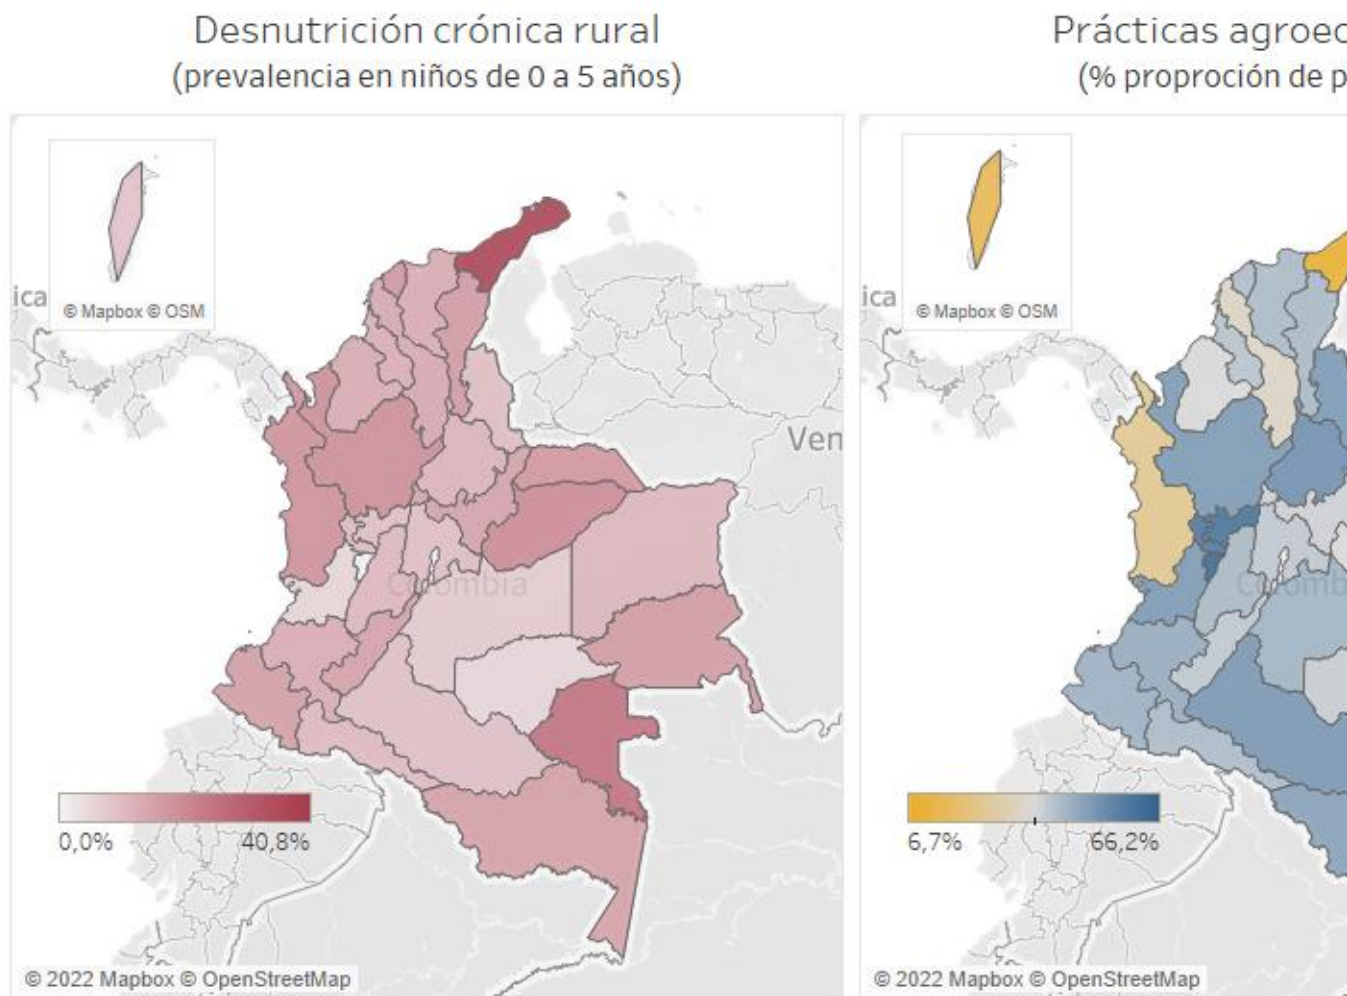 Desnutrición crónica rural
(prevalencia en niños de 0 a 5 años)
© Mapbox © OSM
ica
Ven
Colombia
0,0%
40,8%
© 2022 Mapbox © OpenStreetMap
Prácticas agroec
(% proproción de p
© Mapbox © OSM
ica
Colomb
6,7%
66,2%
© 2022 Mapbox © OpenStreetMap